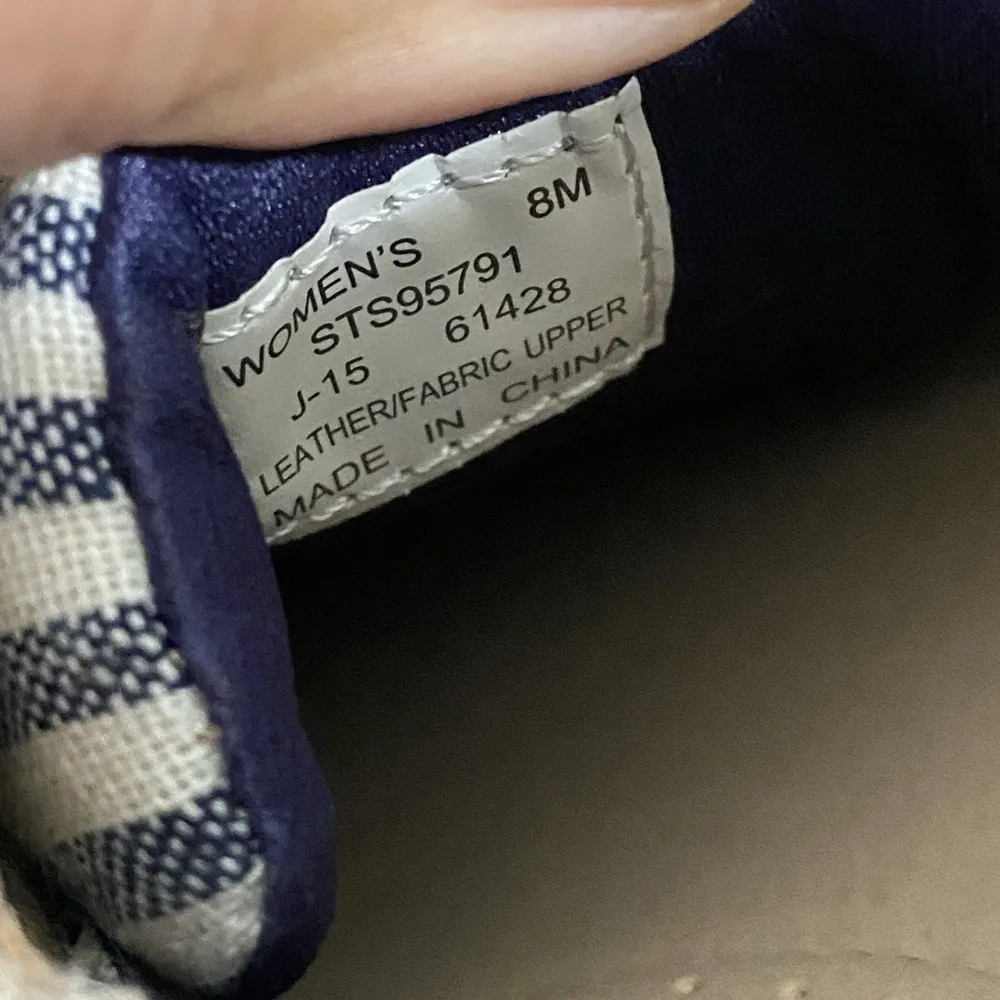 WOMEN'S 8M
STS95791
J-15 61428
LEATHER/FABRIC UPPER
MADE IN CHINA